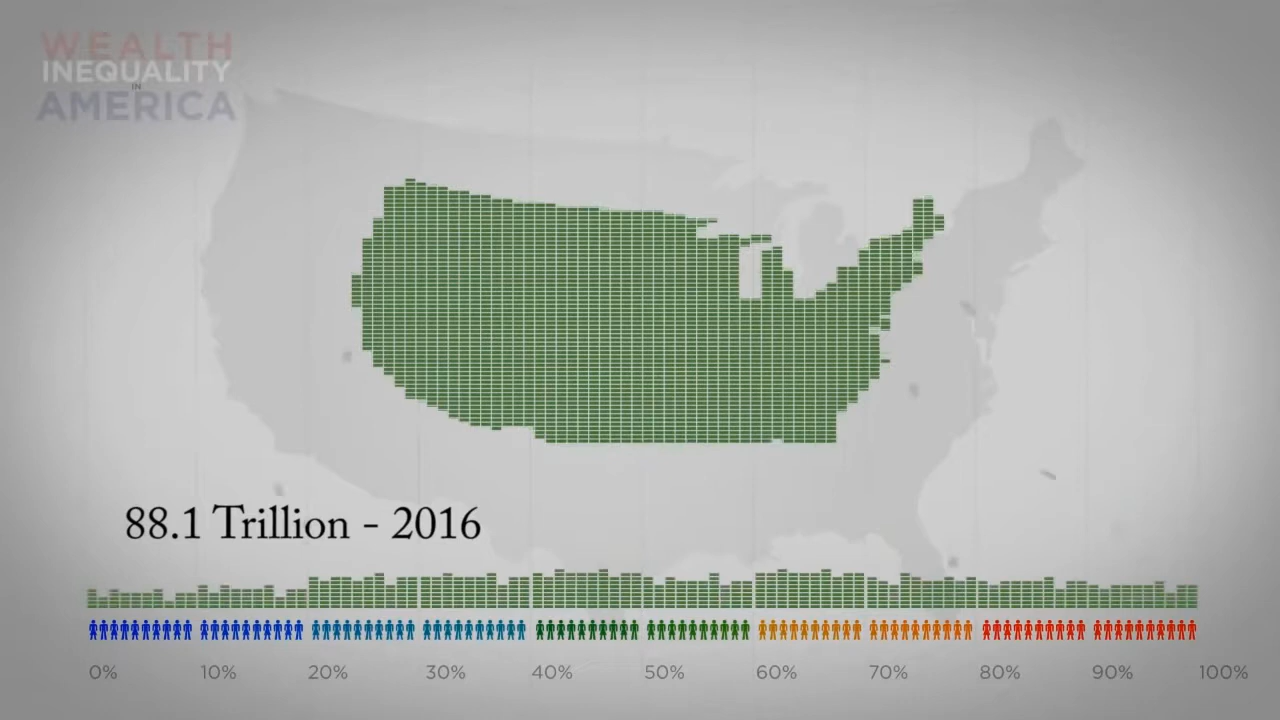 WEALTH
INEQUALITY
IN
AMERICA
88.1 Trillion - 2016
0% 10% 20% 30% 40% 50% 60% 70% 80% 90% 100%